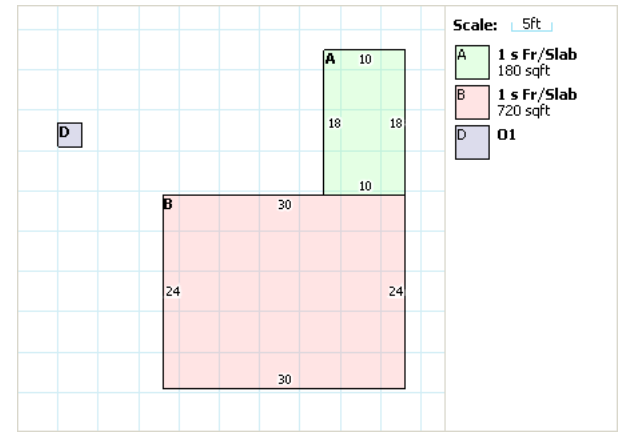 Scale: 5ft
A 1 s Fr/Slab
180 sqft
B 1 s Fr/Slab
720 sqft
D O1
A 10
18 18
10
D
B 30
24 24
30